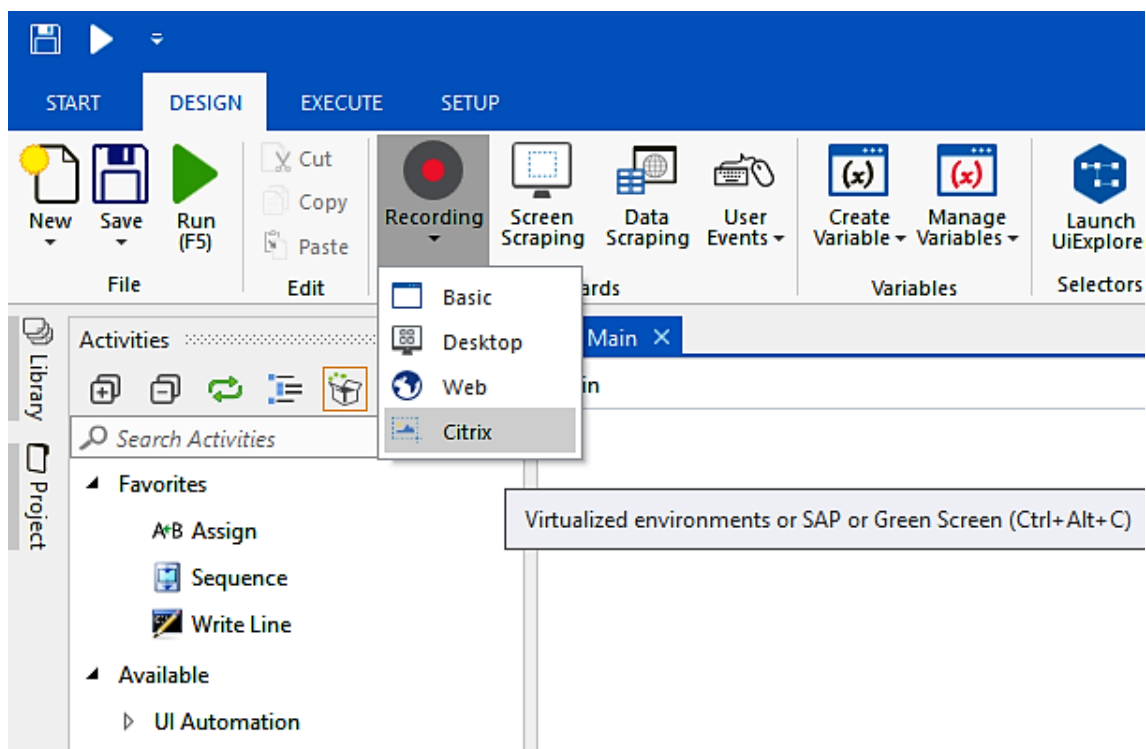 START DESIGN EXECUTE SETUP
New Save Run (F5)
Cut
Copy
Paste
Recording
Screen Scraping
Data Scraping
User Events
Create Variable
Manage Variables
Launch UiExplore
File Edit ards Variables Selectors
Basic
Desktop
Web
Citrix
Library
Project
Activities
Search Activities
Favorites
A+B Assign
Sequence
Write Line
Available
UI Automation
Main
in
Virtualized environments or SAP or Green Screen (Ctrl+Alt+C)